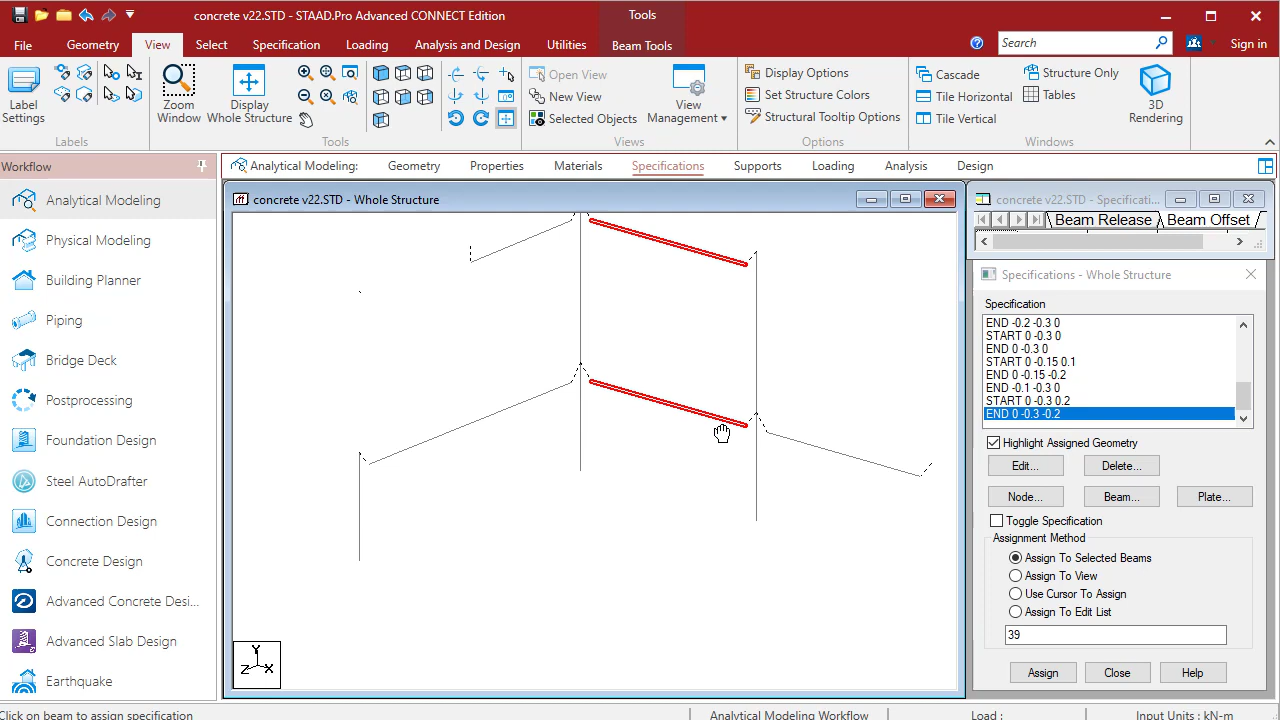 concrete v22.STD - STAAD.Pro Advanced CONNECT Edition
Tools
File
Geometry
View
Select
Specification
Loading
Analysis and Design
Utilities
Beam Tools
Search
Sign in
Label
Settings
Zoom
Window
Display
Whole Structure
Open View
New View
Selected Objects
View
Management
Display Options
Set Structure Colors
Structural Tooltip Options
Cascade
Tile Horizontal
Tile Vertical
Structure Only
Tables
3D
Rendering
Labels
Tools
Views
Options
Windows
Workflow
Analytical Modeling:
Geometry
Properties
Materials
Specifications
Supports
Loading
Analysis
Design
Analytical Modeling
Physical Modeling
Building Planner
Piping
Bridge Deck
Postprocessing
Foundation Design
Steel AutoDrafter
Connection Design
Concrete Design
Advanced Concrete Desi...
Advanced Slab Design
Earthquake
concrete v22.STD - Whole Structure
Y
Z
X
concrete v22.STD - Specificati...
Beam Release
Beam Offset
Specifications - Whole Structure
Specification
END -0.2 -0.3 0
START 0 -0.3 0
END 0 -0.3 0
START 0 -0.15 0.1
END 0 -0.15 -0.2
END -0.1 -0.3 0
START 0 -0.3 0.2
END 0 -0.3 -0.2
Highlight Assigned Geometry
Edit...
Delete...
Node...
Beam...
Plate...
Toggle Specification
Assignment Method
Assign To Selected Beams
Assign To View
Use Cursor To Assign
Assign To Edit List
39
Assign
Close
Help
Click on beam to assign specification
Analytical Modeling Workflow
Load :
Input Units : kN-m